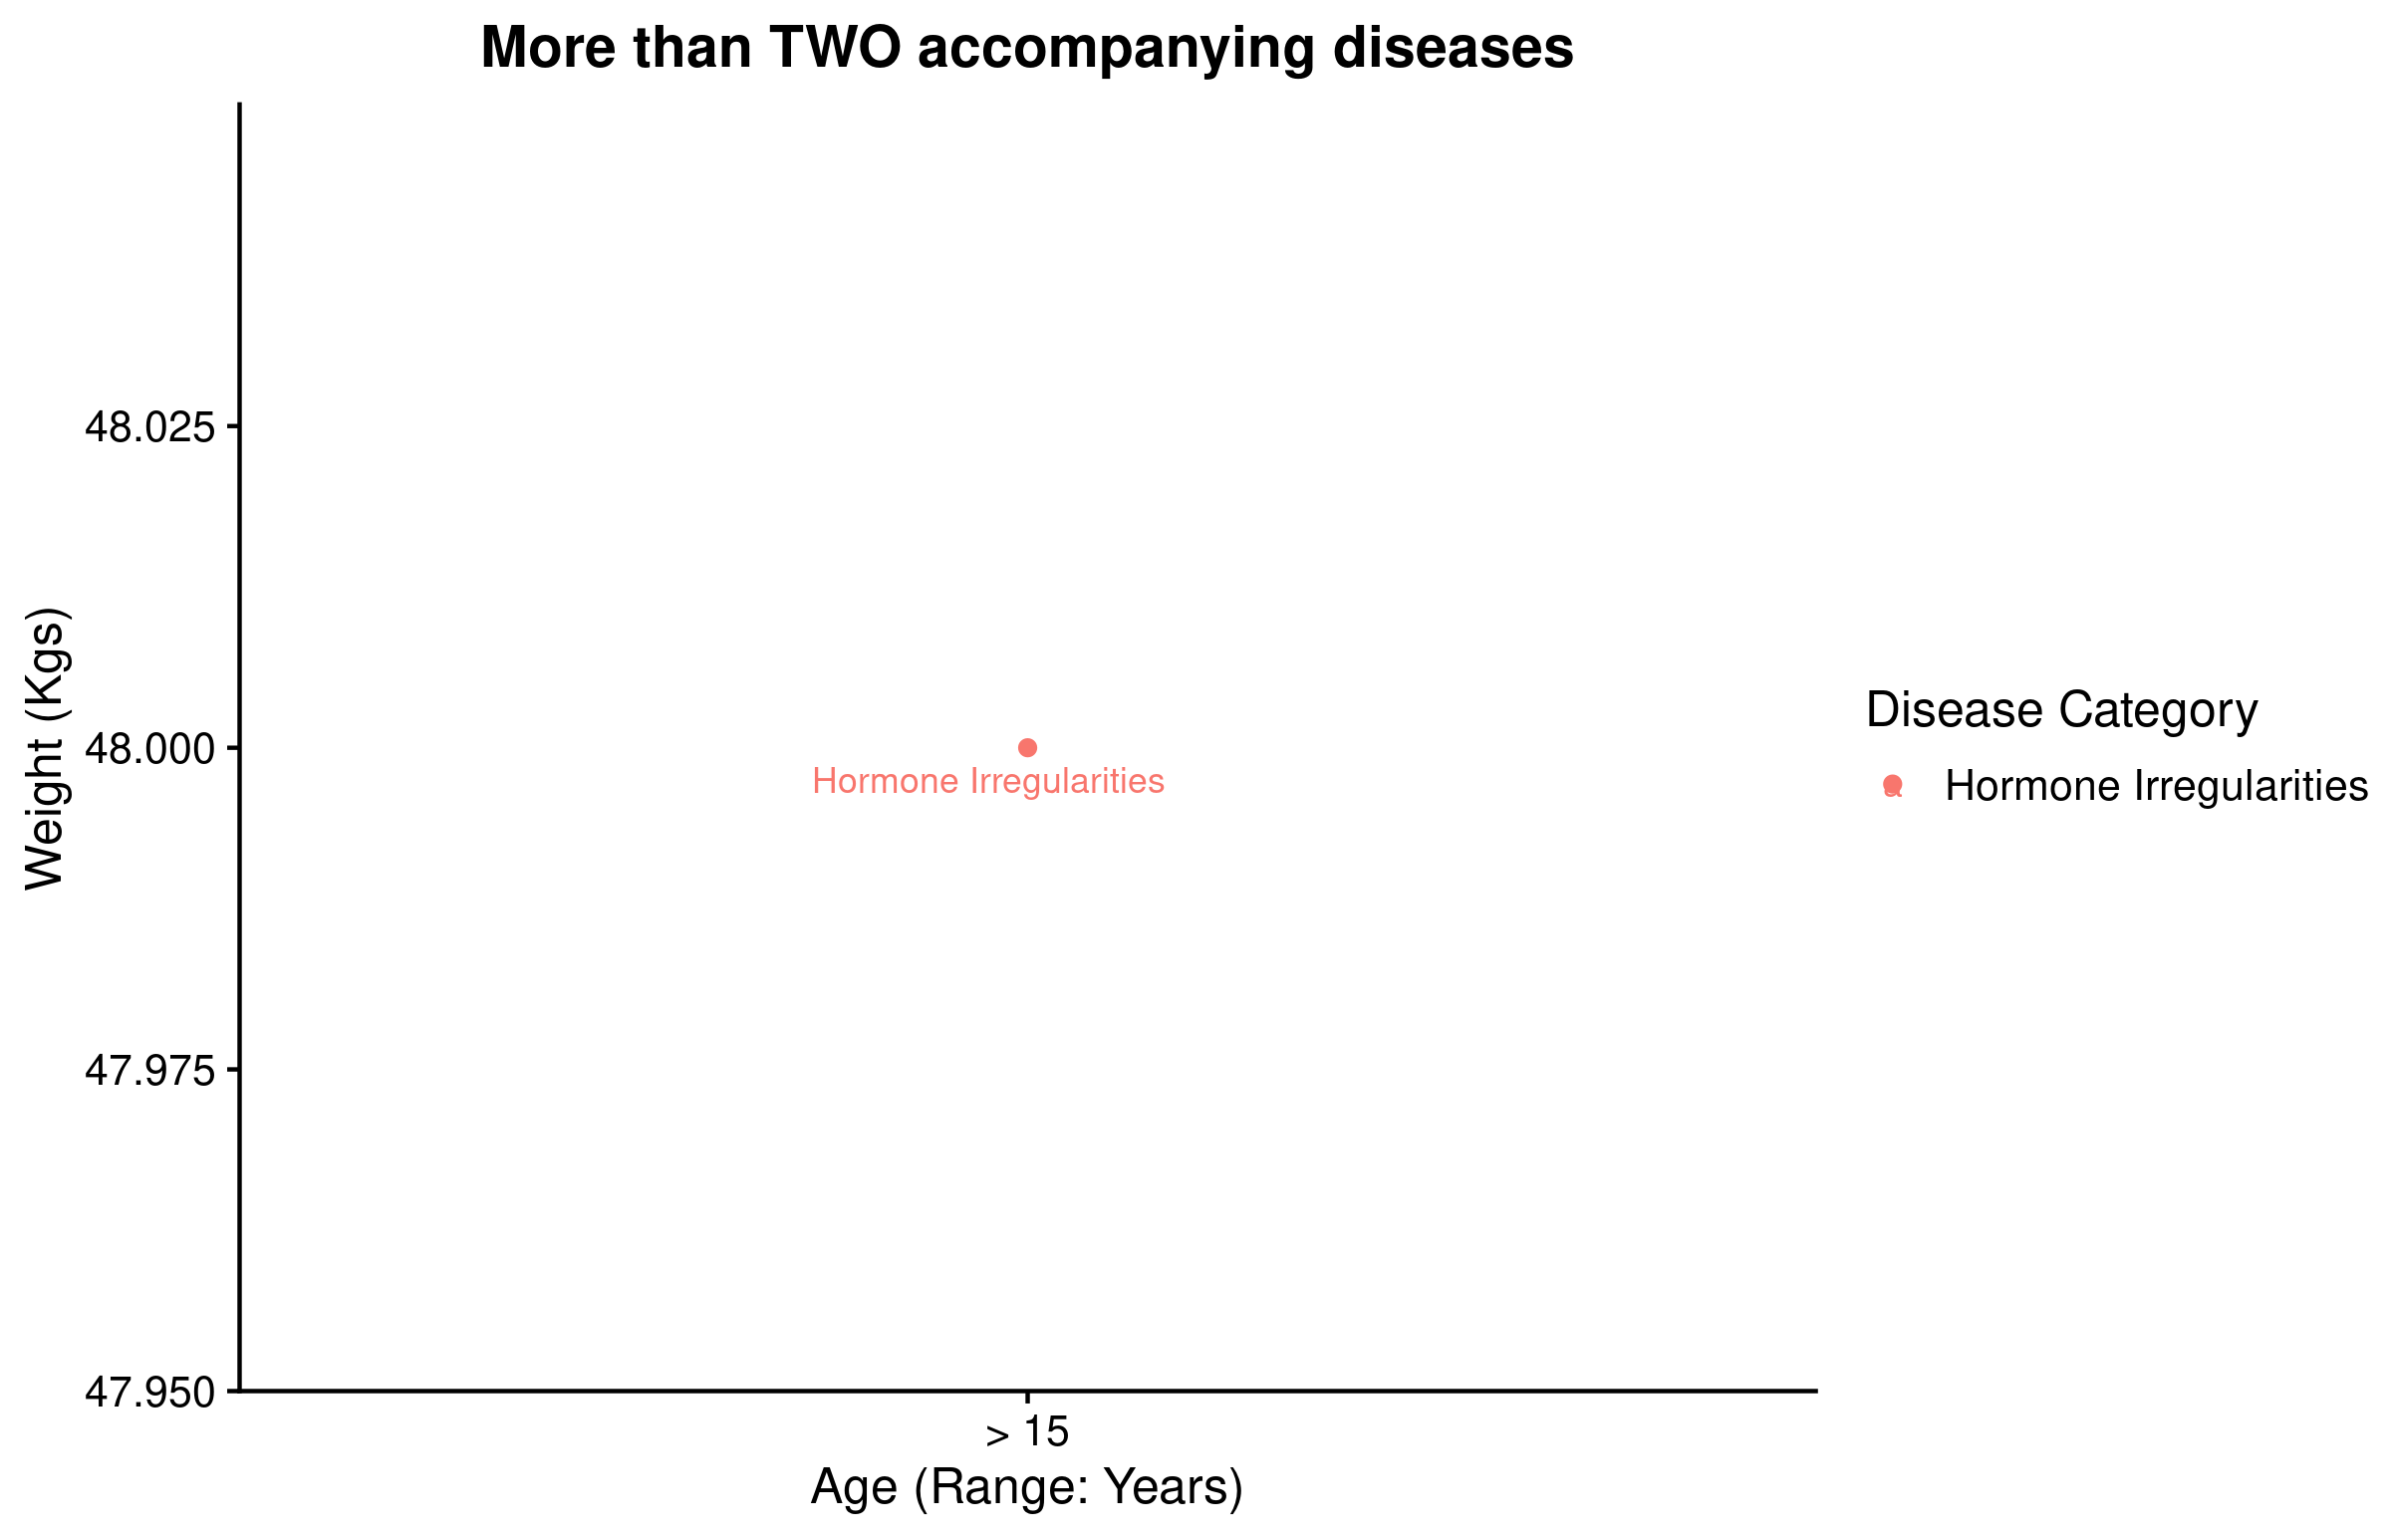 More than TWO accompanying diseases
Weight (Kgs)
48.025
48.000
47.975
47.950
Hormone Irregularities
> 15
Age (Range: Years)
Disease Category
a Hormone Irregularities